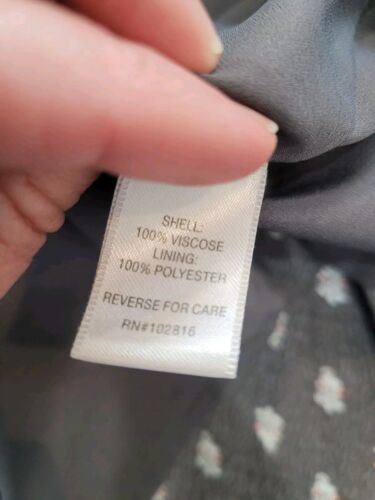 SHELL:
100% VISCOSE
LINING:
100% POLYESTER
REVERSE FOR CARE
RN#102816